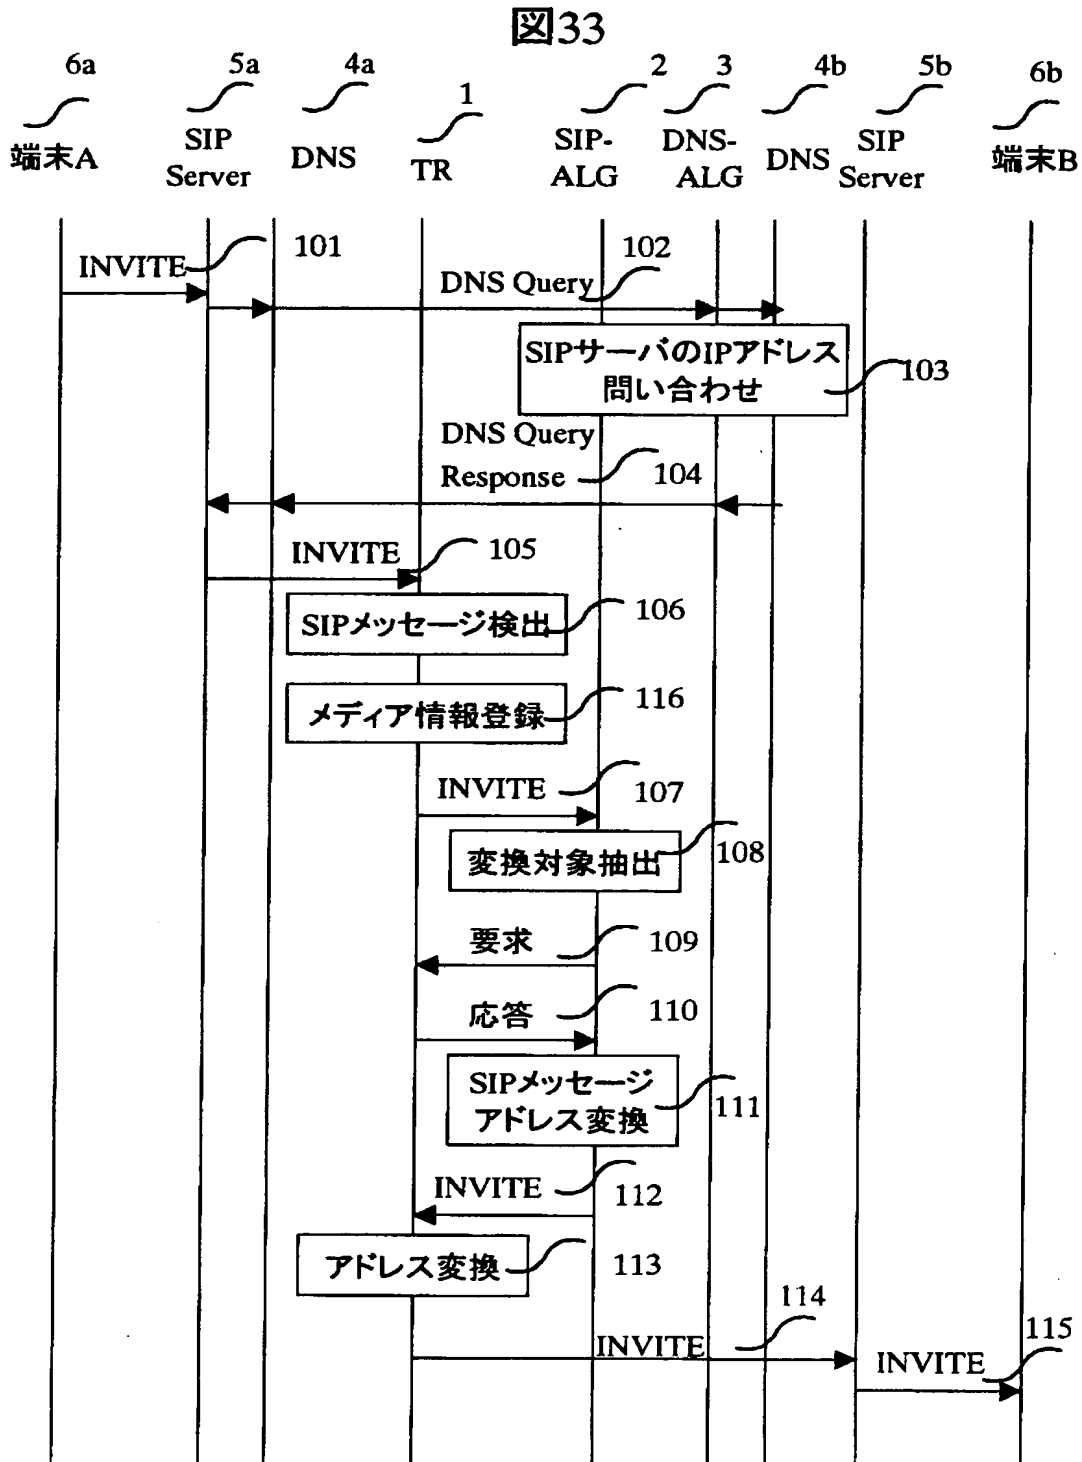 図33
6a
5a
4a
1
2
3
4b
5b
6b
端末A
SIP
Server
DNS
TR
SIP-
ALG
DNS-
ALG
DNS
SIP
Server
端末B
INVITE
101
DNS Query
102
SIPサーバのIPアドレス
問い合わせ
103
DNS Query
Response
104
INVITE
105
SIPメッセージ検出
106
メディア情報登録
116
INVITE
107
変換対象抽出
108
要求
109
応答
110
SIPメッセージ
アドレス変換
111
INVITE
112
アドレス変換
113
INVITE
114
INVITE
115